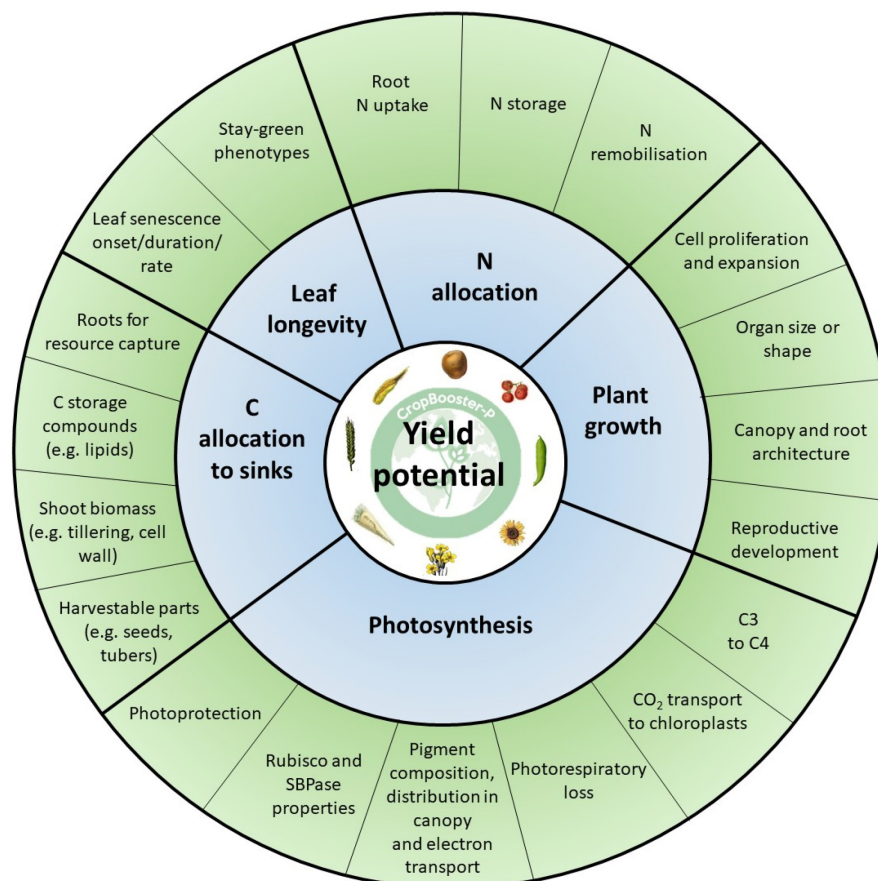 Root
N uptake
N storage
N
remobilisation
Stay-green
phenotypes
Leaf senescence
onset/duration/
rate
Cell proliferation
and expansion
Organ size or
shape
Canopy and root
architecture
Reproductive
development
Roots for
resource capture
C storage
compounds
(e.g. lipids)
Shoot biomass
(e.g. tillering, cell
wall)
Harvestable parts
(e.g. seeds,
tubers)
N
allocation
Leaf
longevity
C
allocation
to sinks
Plant
growth
CropBooster-P
Yield
potential
Photosynthesis
C3
to C4
CO₂ transport
to chloroplasts
Photorespiratory
loss
Pigment
composition,
distribution in
canopy
and electron
transport
Rubisco and
SBPase
properties
Photoprotection